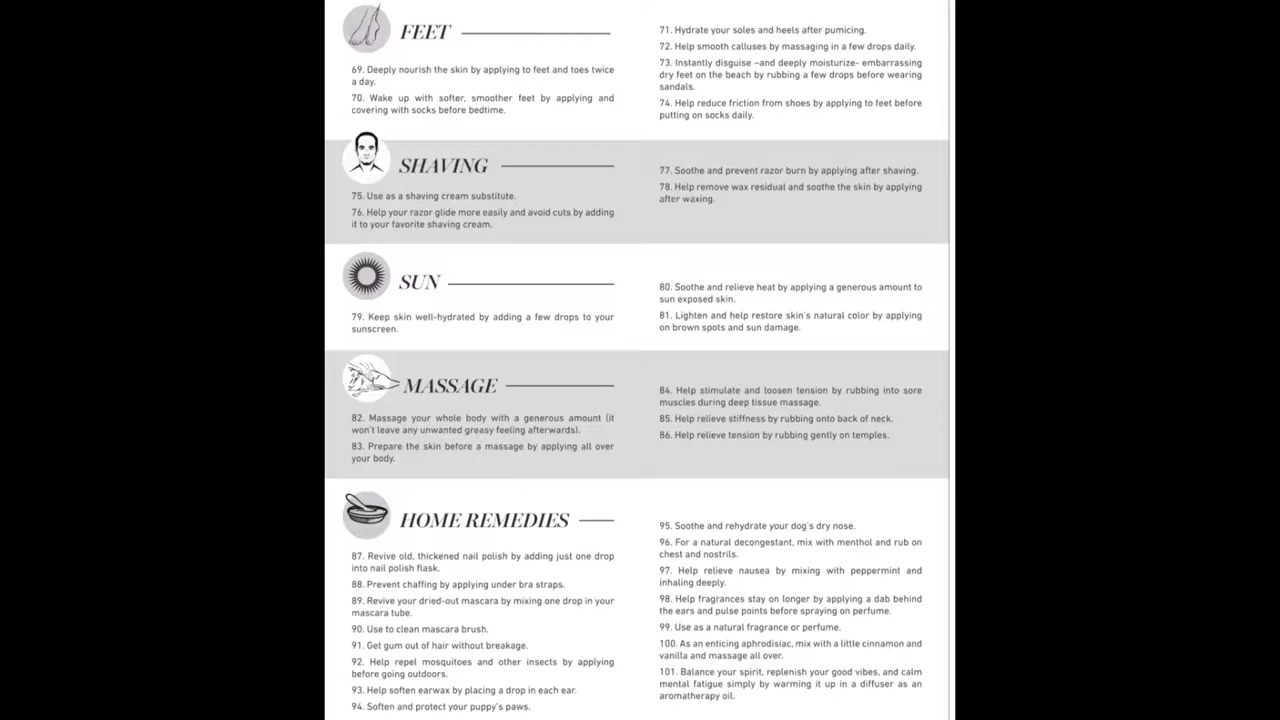 FEET
69. Deeply nourish the skin by applying to feet and toes twice
a day.
70. Wake up with softer, smoother feet by applying and
covering with socks before bedtime.
71. Hydrate your soles and heels after pumicing.
72. Help smooth calluses by massaging in a few drops daily.
73. Instantly disguise –and deeply moisturize- embarrassing
dry feet on the beach by rubbing a few drops before wearing
sandals.
74. Help reduce friction from shoes by applying to feet before
putting on socks daily.
SHAVING
75. Use as a shaving cream substitute.
76. Help your razor glide more easily and avoid cuts by adding
it to your favorite shaving cream.
77. Soothe and prevent razor burn by applying after shaving.
78. Help remove wax residual and soothe the skin by applying
after waxing.
SUN
79. Keep skin well-hydrated by adding a few drops to your
sunscreen.
80. Soothe and relieve heat by applying a generous amount to
sun exposed skin.
81. Lighten and help restore skin's natural color by applying
on brown spots and sun damage.
MASSAGE
82. Massage your whole body with a generous amount (it
won't leave any unwanted greasy feeling afterwards).
83. Prepare the skin before a massage by applying all over
your body.
84. Help stimulate and loosen tension by rubbing into sore
muscles during deep tissue massage.
85. Help relieve stiffness by rubbing onto back of neck.
86. Help relieve tension by rubbing gently on temples.
HOME REMEDIES
87. Revive old, thickened nail polish by adding just one drop
into nail polish flask.
88. Prevent chaffing by applying under bra straps.
89. Revive your dried-out mascara by mixing one drop in your
mascara tube.
90. Use to clean mascara brush.
91. Get gum out of hair without breakage.
92. Help repel mosquitoes and other insects by applying
before going outdoors.
93. Help soften earwax by placing a drop in each ear.
94. Soften and protect your puppy's paws.
95. Soothe and rehydrate your dog's dry nose.
96. For a natural decongestant, mix with menthol and rub on
chest and nostrils.
97. Help relieve nausea by mixing with peppermint and
inhaling deeply.
98. Help fragrances stay on longer by applying a dab behind
the ears and pulse points before spraying on perfume.
99. Use as a natural fragrance or perfume.
100. As an enticing aphrodisiac, mix with a little cinnamon and
vanilla and massage all over.
101. Balance your spirit, replenish your good vibes, and calm
mental fatigue simply by warming it up in a diffuser as an
aromatherapy oil.